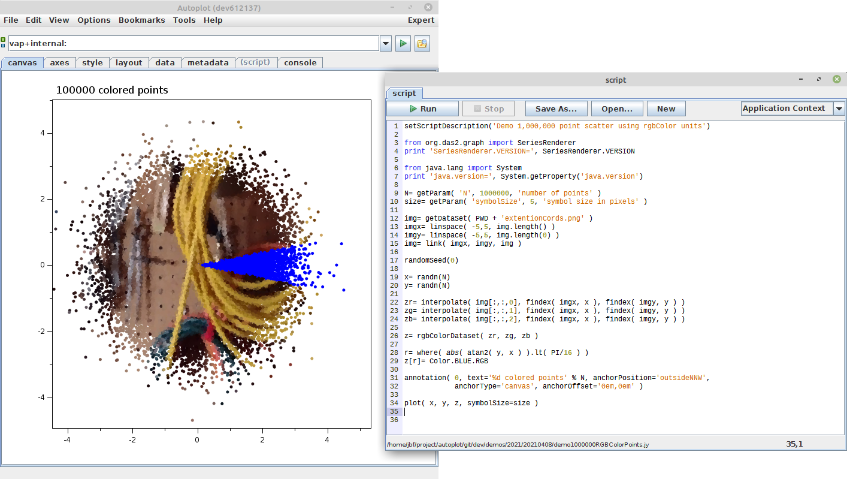 Autoplot (dev612137)
File Edit View Options Bookmarks Tools Help Expert
vap+internal:
canvas axes style layout data metadata (script) console
100000 colored points
4
2
0
-2
-4
-4 -2 0 2 4
script
script
Run Stop Save As... Open... New Application Context
1 setScriptDescription('Demo 1,000,000 point scatter using rgbColor units')
2
3 from org.das2.graph import SeriesRenderer
4 print 'SeriesRenderer.VERSION=', SeriesRenderer.VERSION
5
6 from java.lang import System
7 print 'java.version=', System.getProperty('java.version')
8
9 N= getParam( 'N', 1000000, 'number of points' )
10 size= getParam( 'symbolSize', 5, 'symbol size in pixels' )
11
12 img= getDataSet( PWD + 'extentioncords.png' )
13 imgx= linspace( -5,5, img.length() )
14 imgy= linspace( -5,5, img.length(0) )
15 img= link( imgx, imgy, img )
16
17 randomSeed(0)
18
19 x= randn(N)
20 y= randn(N)
21
22 zr= interpolate( img[:,:,0], findex( imgx, x ), findex( imgy, y ) )
23 zg= interpolate( img[:,:,1], findex( imgx, x ), findex( imgy, y ) )
24 zb= interpolate( img[:,:,2], findex( imgx, x ), findex( imgy, y ) )
25
26 z= rgbColorDataset( zr, zg, zb )
27
28 r= where( abs( atan2( y, x ) ).lt( PI/16 ) )
29 z[r]= Color.BLUE.RGB
30
31 annotation( 0, text='%d colored points' % N, anchorPosition='outsideNNW',
32 anchorType='canvas', anchorOffset='0em,0em' )
33
34 plot( x, y, z, symbolSize=size )
35
36
/home/jbf/project/autoplot/git/dev/demos/2021/20210408/demo1000000RGBColorPoints.jy 35,1